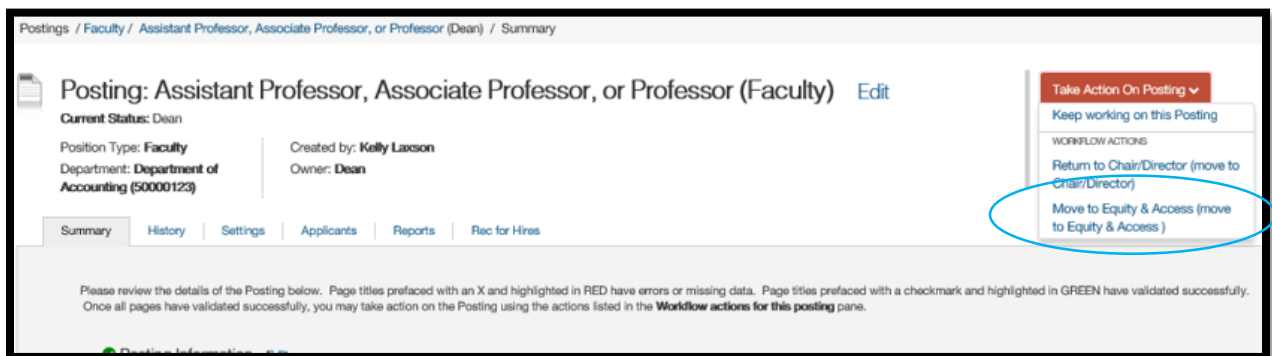 Postings / Faculty / Assistant Professor, Associate Professor, or Professor (Dean) / Summary
Posting: Assistant Professor, Associate Professor, or Professor (Faculty) Edit
Current Status: Dean
Position Type: Faculty
Department: Department of
Accounting (50000123)
Created by: Kelly Laxson
Owner: Dean
Take Action On Posting
Keep working on this Posting
WORKFLOW ACTIONS
Return to Chair/Director (move to
Chair/Director)
Move to Equity & Access (move
to Equity & Access )
Summary History Settings Applicants Reports Rec for Hires
Please review the details of the Posting below. Page titles prefaced with an X and highlighted in RED have errors or missing data. Page titles prefaced with a checkmark and highlighted in GREEN have validated successfully.
Once all pages have validated successfully, you may take action on the Posting using the actions listed in the Workflow actions for this posting pane.
Posting Information Edit